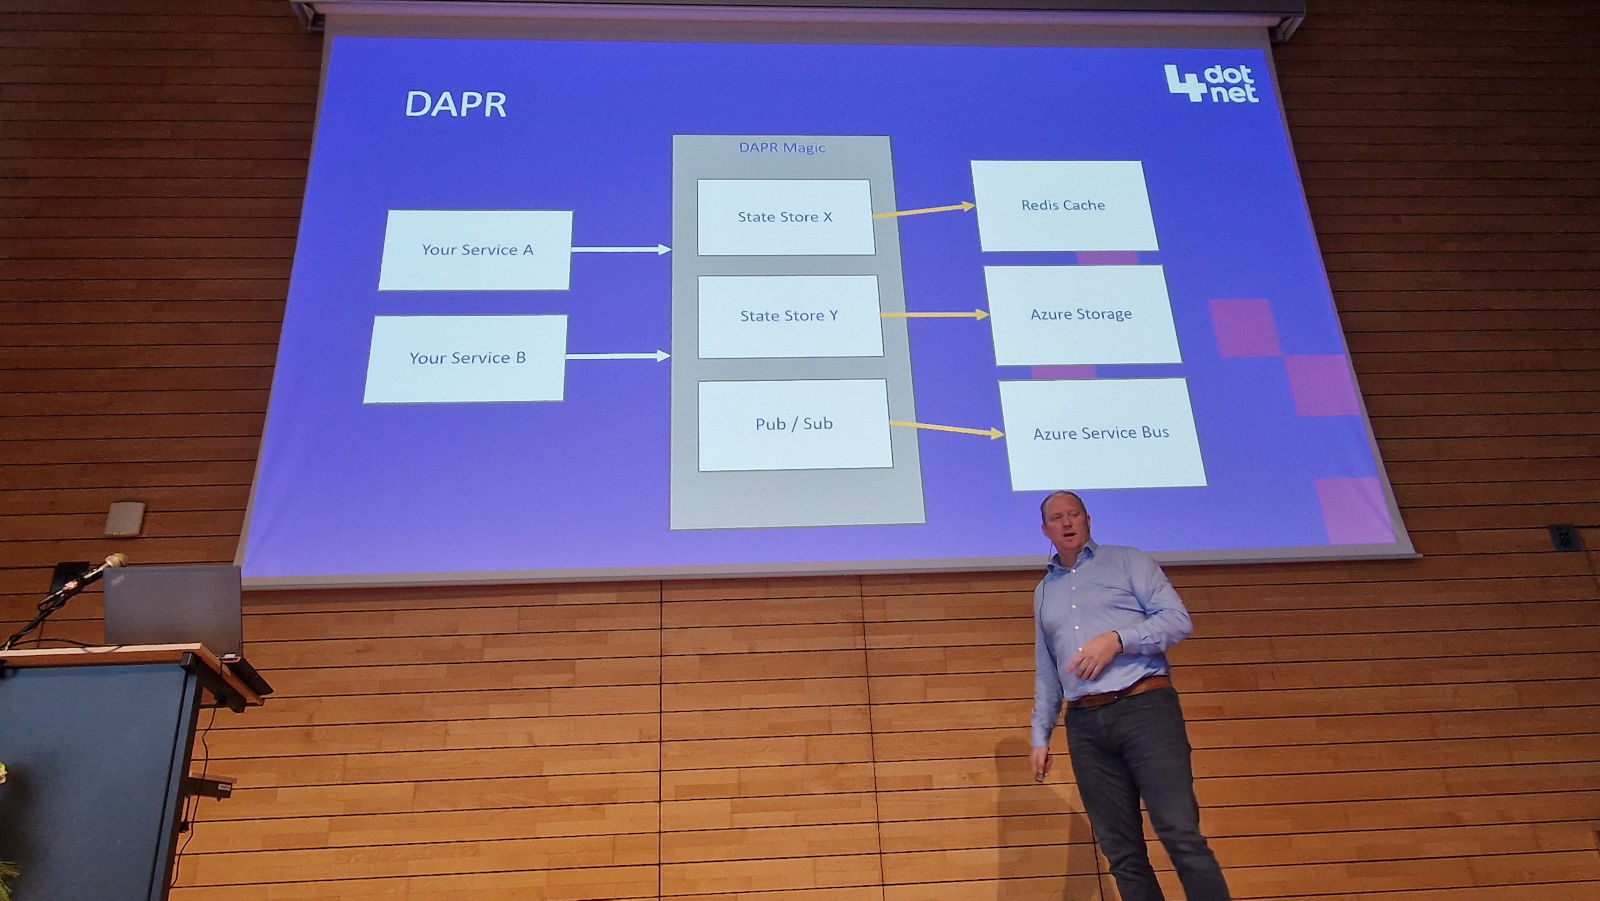 DAPR
4dot
net
DAPR Magic
Your Service A
Your Service B
State Store X
State Store Y
Pub / Sub
Redis Cache
Azure Storage
Azure Service Bus